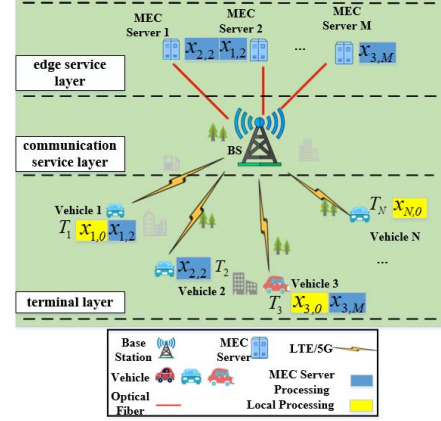 MEC
Server 1
MEC
Server 2
MEC
Server M
x2,2 x1,2
...
x3,M
edge service
layer
communication
service layer
BS
Vehicle 1
T1 x1,0 x1,2
x2,2 T2
Vehicle 2
Vehicle 3
T3 x3,0 x3,M
TN xN,0
Vehicle N
...
terminal layer
Base
Station
MEC
Server
LTE/5G
Vehicle
MEC Server
Processing
Optical
Fiber
Local Processing